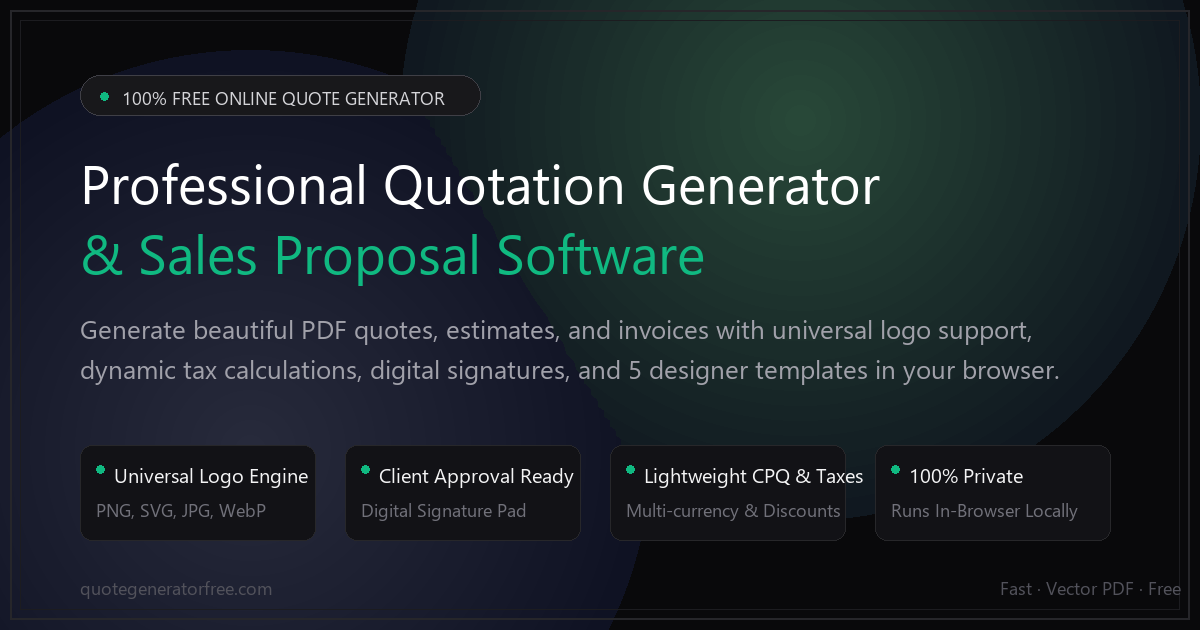 100% FREE ONLINE QUOTE GENERATOR
Professional Quotation Generator
& Sales Proposal Software
Generate beautiful PDF quotes, estimates, and invoices with universal logo support,
dynamic tax calculations, digital signatures, and 5 designer templates in your browser.
Universal Logo Engine
PNG, SVG, JPG, WebP
Client Approval Ready
Digital Signature Pad
Lightweight CPQ & Taxes
Multi-currency & Discounts
100% Private
Runs In-Browser Locally
quotegeneratorfree.com
Fast · Vector PDF · Free